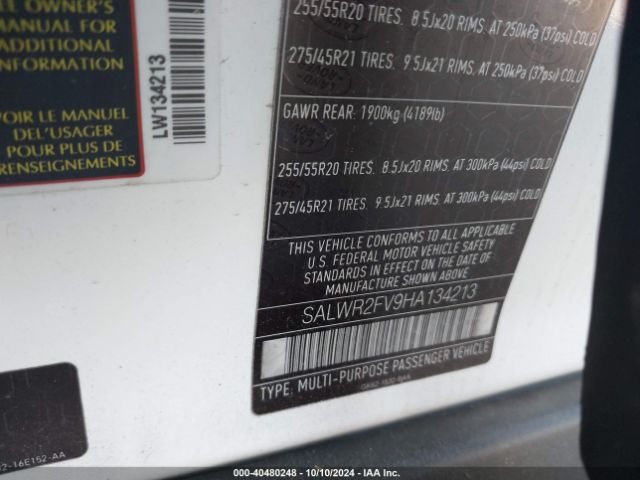 E OWNER'S
MANUAL FOR
ADDITIONAL
INFORMATION
VOIR LE MANUEL
DEL'USAGER
POUR PLUS DE
RENSEIGNEMENTS
LW134213
255/55R20 TIRES. 8 5Jx20 RIMS. AT 250kPa (37psi) COLD
275/45R21 TIRES. 9.5Jx21 RIMS. AT 250kPa (37psi) COLD
GAWR REAR: 1900kg (4189lb)
255/55R20 TIRES. 8.5Jx20 RIMS. AT 300kPa (44psi) COLD
275/45R21 TIRES. 9.5Jx21 RIMS. AT 300kPa (44psi) COLD
THIS VEHICLE CONFORMS TO ALL APPLICABLE
U.S. FEDERAL MOTOR VEHICLE SAFETY
STANDARDS IN EFFECT ON THE DATE OF
MANUFACTURE SHOWN ABOVE.
SALWR2FV9HA134213
TYPE: MULTI-PURPOSE PASSENGER VEHICLE
2-16E152-AA
000-40480248 - 10/10/2024 - IAA Inc.